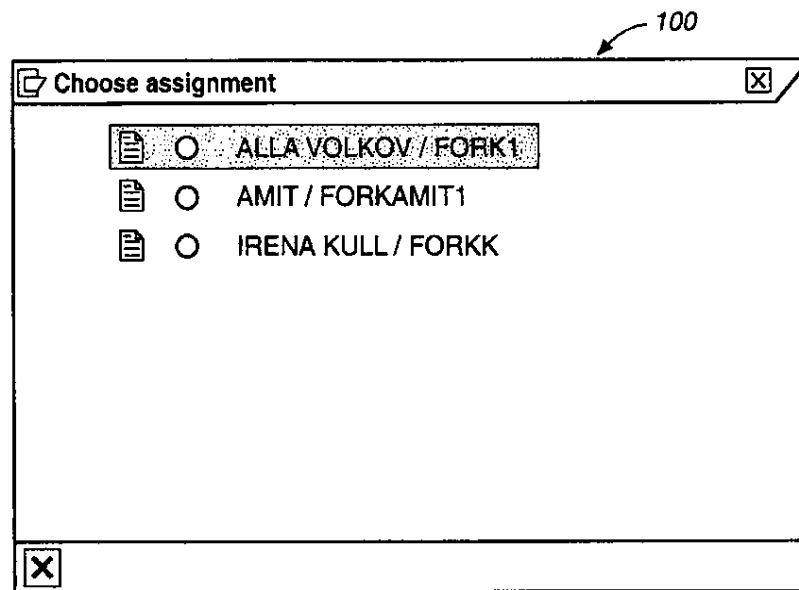 100
Choose assignment
ALLA VOLKOV / FORK1
AMIT / FORKAMIT1
IRENA KULL / FORKK